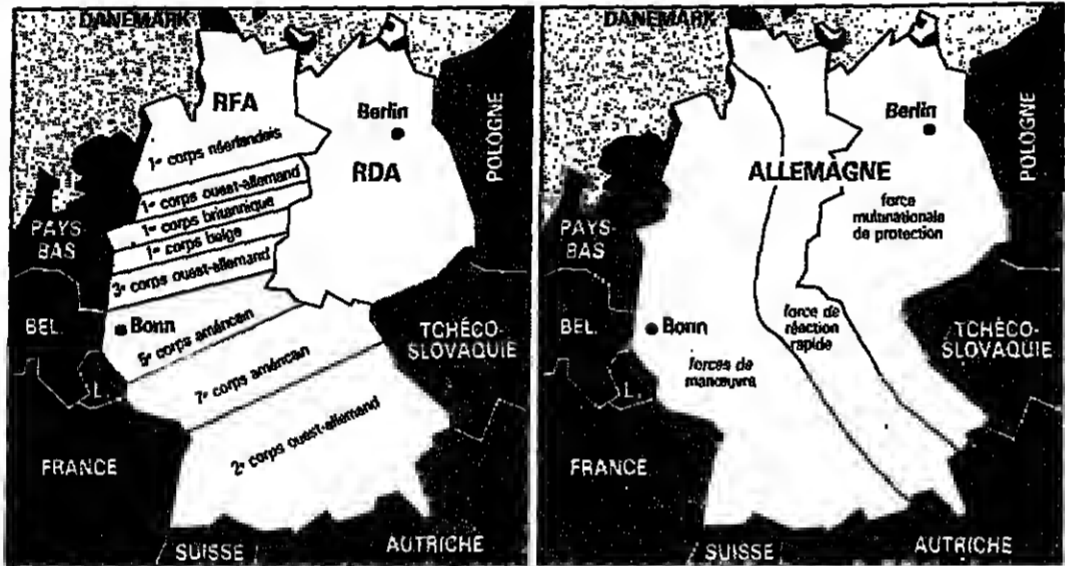 DANEMARK
RFA
Berlin
1er corps néerlandais
RDA
POLOGNE
1er corps ouest-allemand
1er corps britannique
1er corps belge
PAYS-
BAS
3e corps ouest-allemand
BEL.
Bonn
5e corps américain
TCHÉCO-
SLOVAQUIE
L.
7e corps américain
2e corps ouest-allemand
FRANCE
SUISSE
AUTRICHE
DANEMARK
Berlin
POLOGNE
ALLEMAGNE
force
multinationale
de protection
PAYS-
BAS
BEL.
Bonn
force de
réaction
rapide
TCHÉCO-
SLOVAQUIE
forces de
manœuvre
L.
FRANCE
SUISSE
AUTRICHE